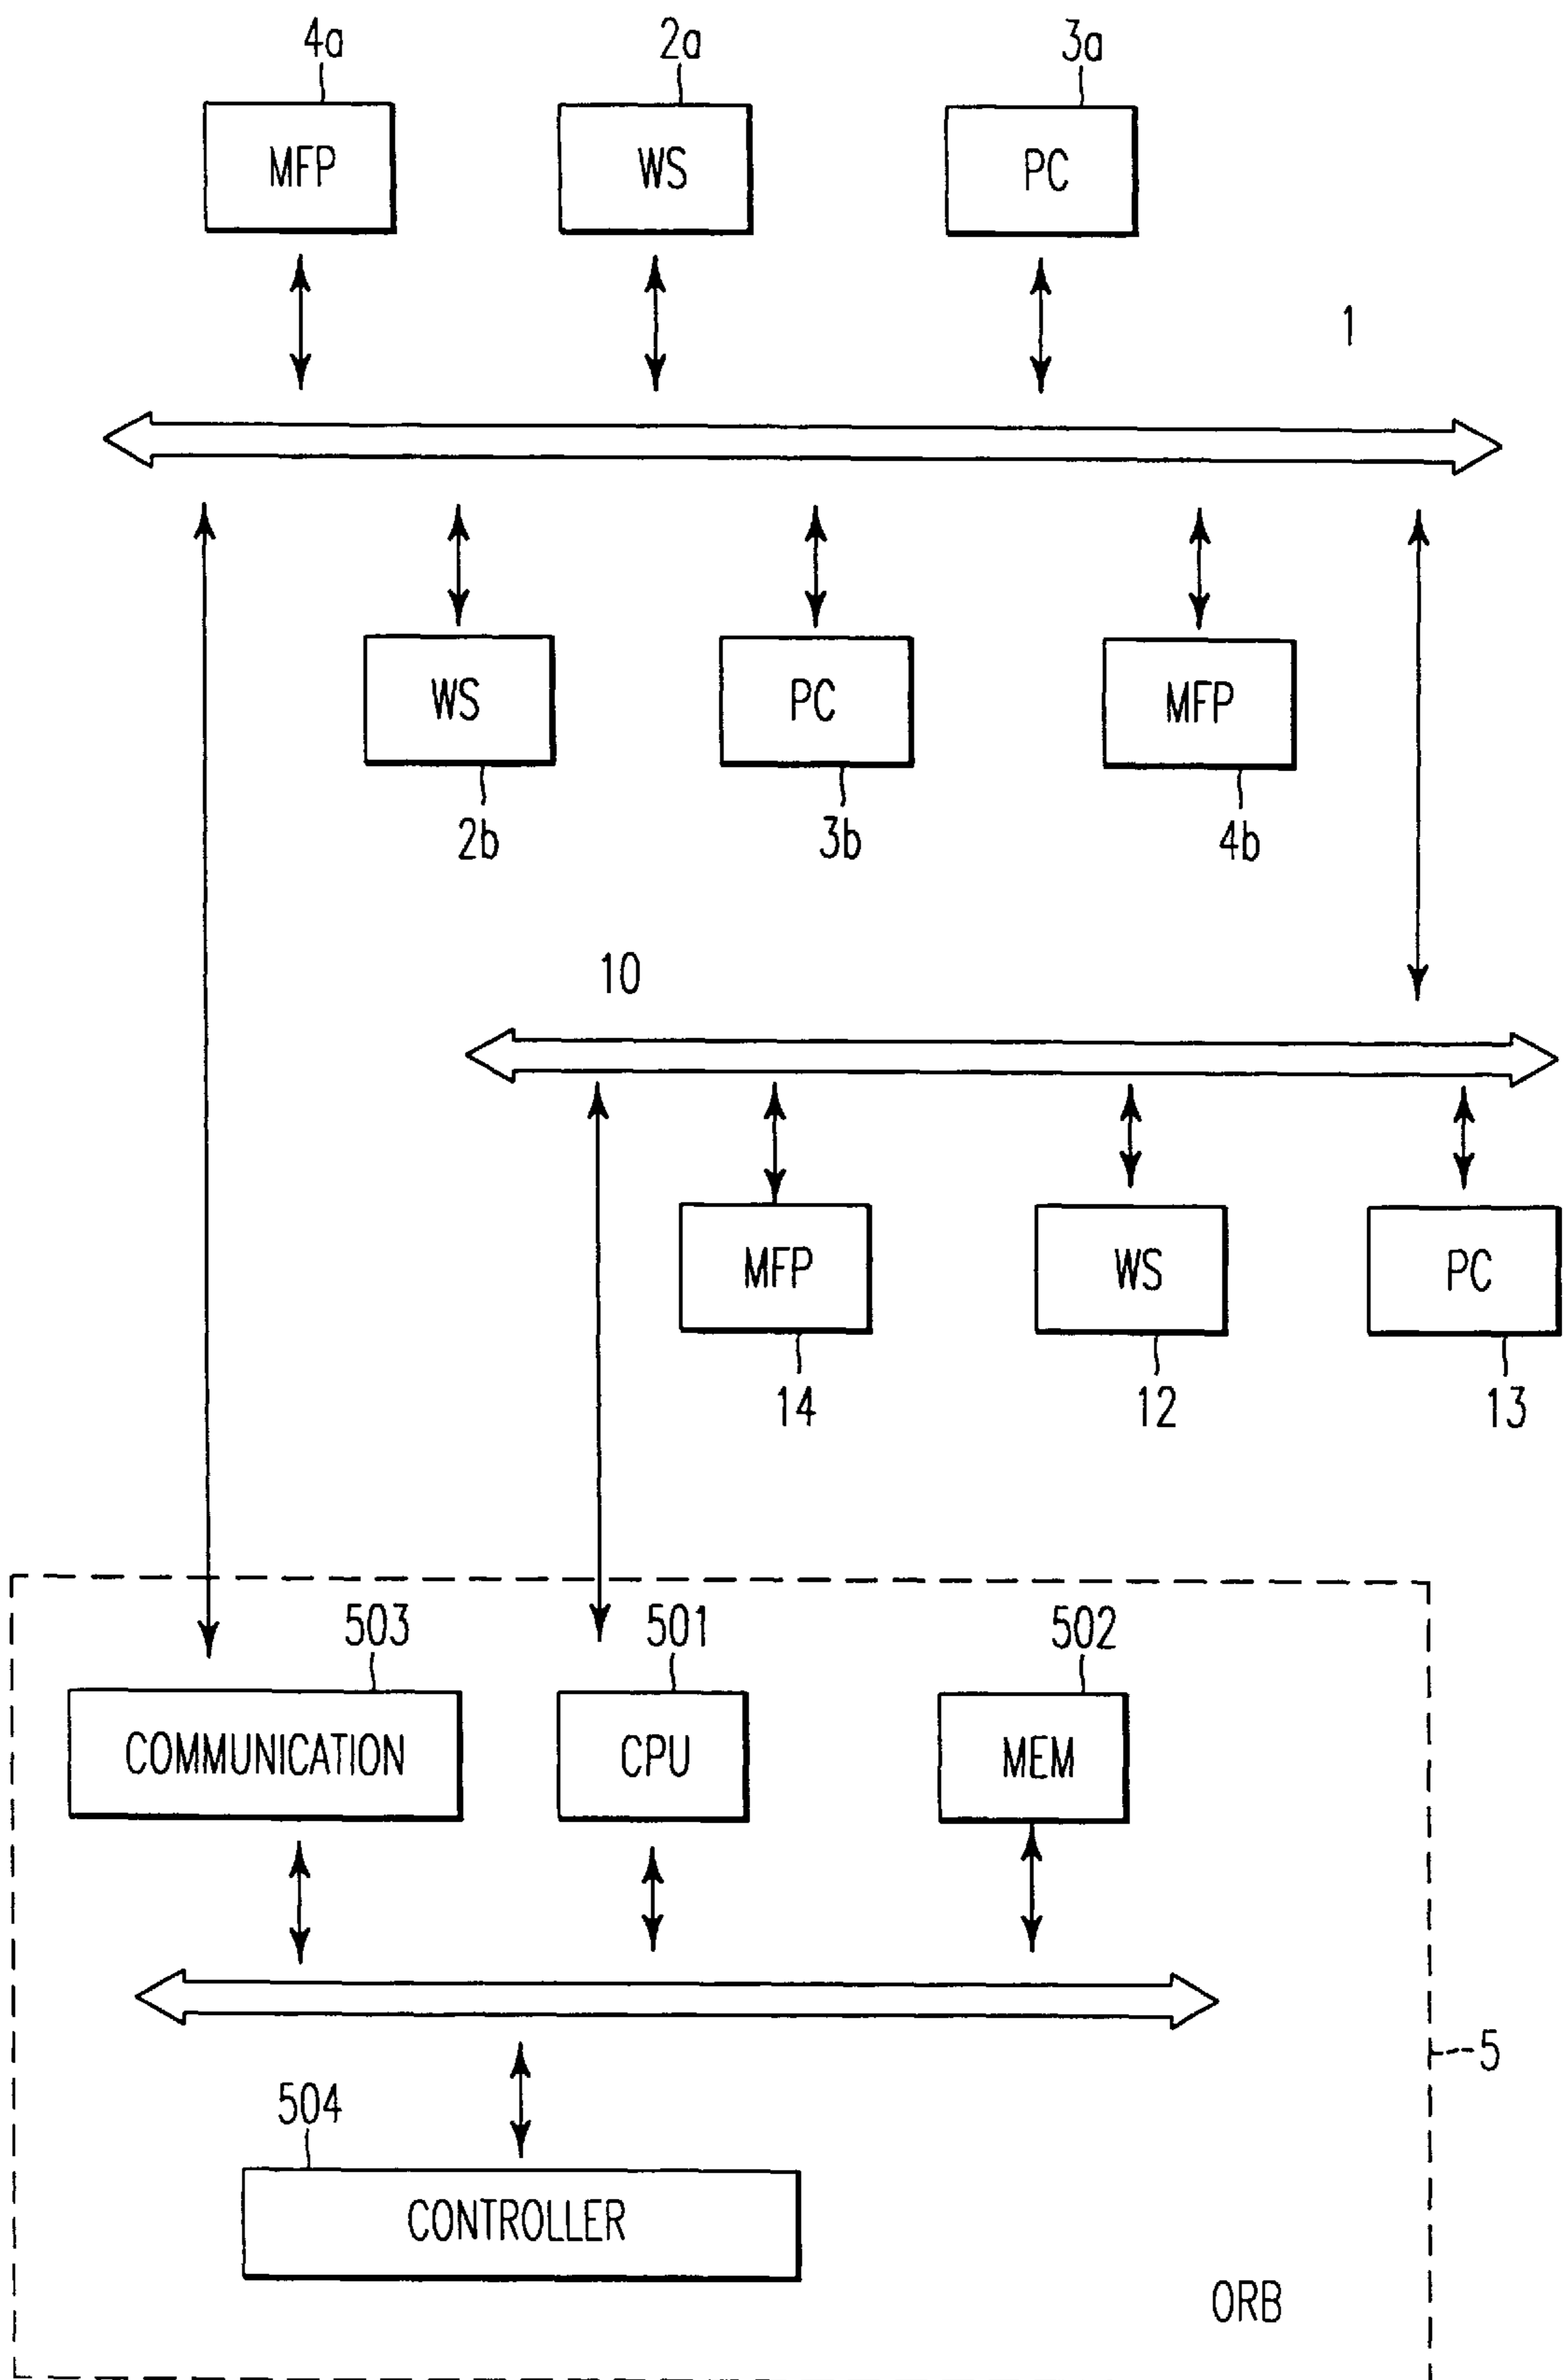 4a 2a 3a
MFP WS PC
1
WS PC MFP
2b 3b 4b
10
MFP WS PC
14 12 13
503 501 502
COMMUNICATION CPU MEM
5
504
CONTROLLER
ORB